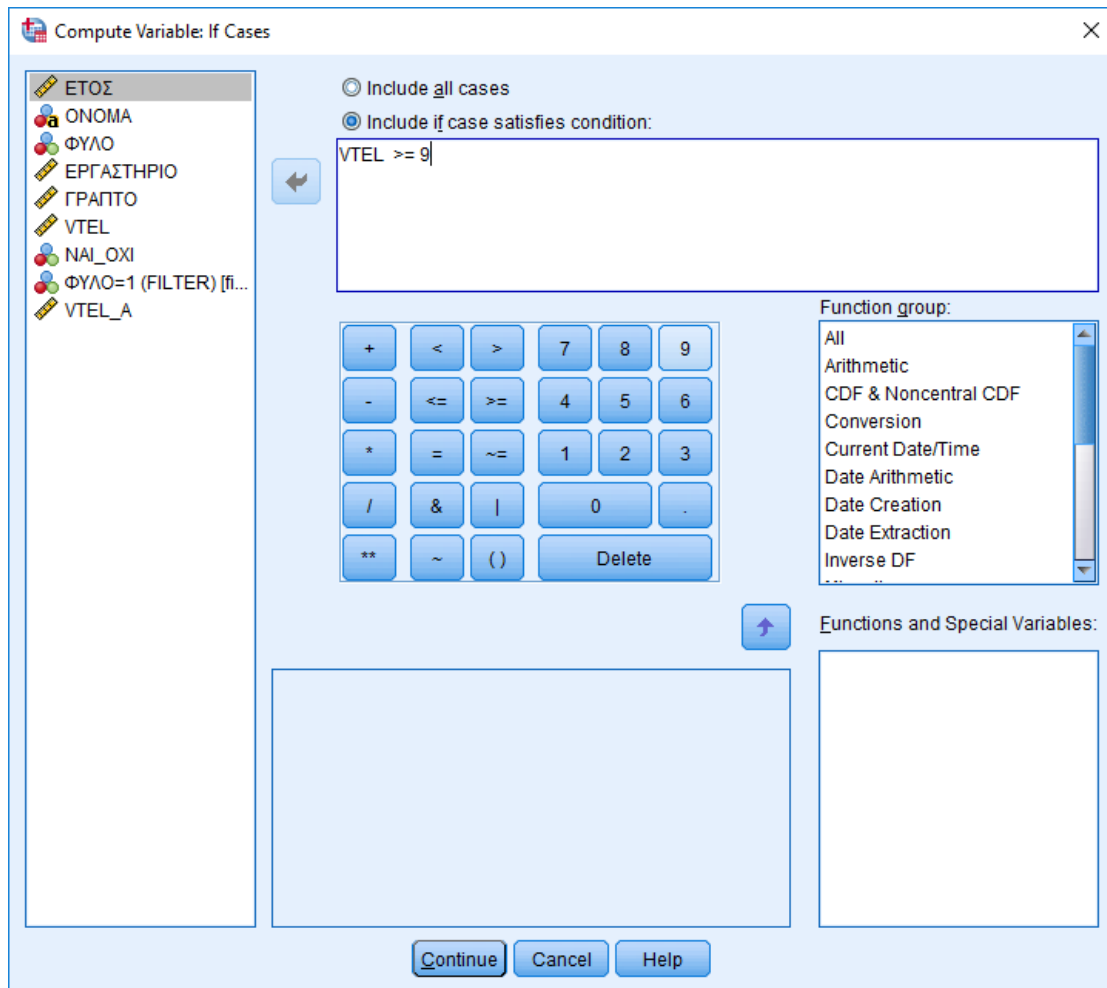 Compute Variable: If Cases
ΕΤΟΣ
ΟΝΟΜΑ
ΦΥΛΟ
ΕΡΓΑΣΤΗΡΙΟ
ΓΡΑΠΤΟ
VTEL
ΝΑΙ_ΟΧΙ
ΦΥΛΟ=1 (FILTER) [fi...
VTEL_A
Include all cases
Include if case satisfies condition:
VTEL >= 9
+ < > 7 8 9
- <= >= 4 5 6
* = ~= 1 2 3
/ & | 0 .
** ~ ( ) Delete
Function group:
All
Arithmetic
CDF & Noncentral CDF
Conversion
Current Date/Time
Date Arithmetic
Date Creation
Date Extraction
Inverse DF
Functions and Special Variables:
Continue Cancel Help